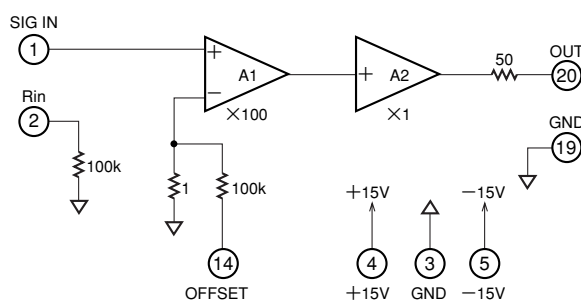 SIG IN
1
+
A1
−
×100
+
A2
×1
50
OUT
20
Rin
2
100k
GND
19
1
100k
14
OFFSET
+15V
4
+15V
3
GND
−15V
5
−15V